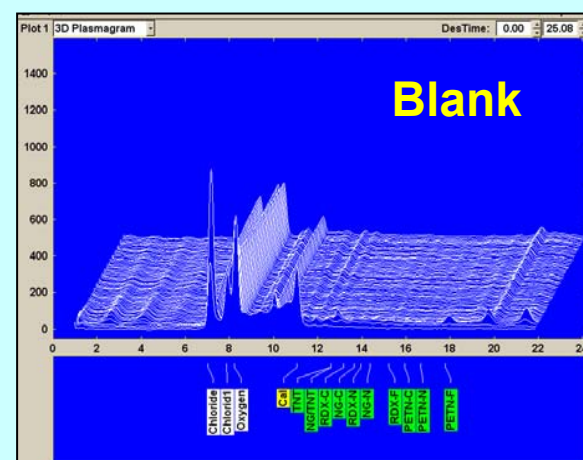 Plot 1 3D Plasmagram DesTime: 0.00 25.08
Blank
1400
1200
1000
800
600
400
200
0
0 2 4 6 8 10 12 14 16 18 20 22 24
Chloride
Chlorid1
Oxygen
Cal
TNT
NG/TNT
RDX-C
NG-C
RDX-N
NG-N
RDX-F
PETN-C
PETN-N
PETN-F